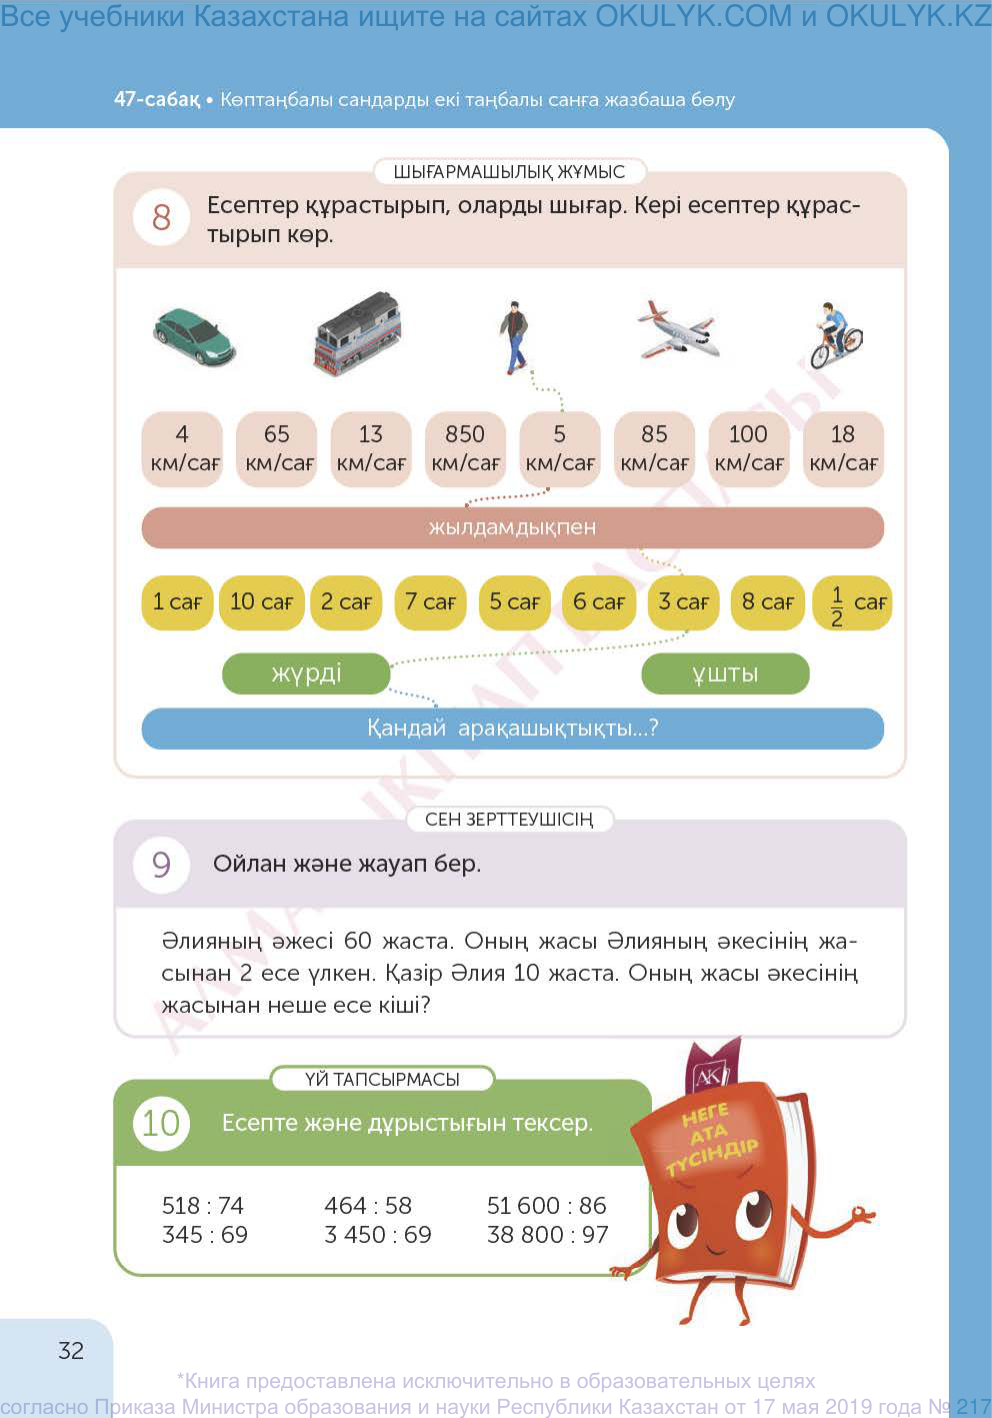 Все учебники Казахстана ищите на сайтах OKULYK.COM и OKULYK.KZ
47-сабақ • Көптаңбалы сандарды екі таңбалы санға жазбаша бөлу
ШЫҒАРМАШЫЛЫҚ ЖҰМЫС
8
Есептер құрастырып, оларды шығар. Кері есептер құрас-
тырып көр.
4 км/сағ
65 км/сағ
13 км/сағ
850 км/сағ
5 км/сағ
85 км/сағ
100 км/сағ
18 км/сағ
жылдамдықпен
1 сағ 10 сағ 2 сағ 7 сағ 5 сағ 6 сағ 3 сағ 8 сағ 1/2 сағ
жүрді ұшты
Қандай арақашықтықты...?
СЕН ЗЕРТТЕУШІСІҢ
9
Ойлан және жауап бер.
Әлияның әжесі 60 жаста. Оның жасы Әлияның әкесінің жа-
сынан 2 есе үлкен. Қазір Әлия 10 жаста. Оның жасы әкесінің
жасынан неше есе кіші?
ҮЙ ТАПСЫРМАСЫ
10
Есепте және дұрыстығын тексер.
518 : 74 464 : 58 51 600 : 86
345 : 69 3 450 : 69 38 800 : 97
АК
НЕГЕ
АТА
ТҮСІНДІР
32
*Книга предоставлена исключительно в образовательных целях
согласно Приказа Министра образования и науки Республики Казахстан от 17 мая 2019 года № 217